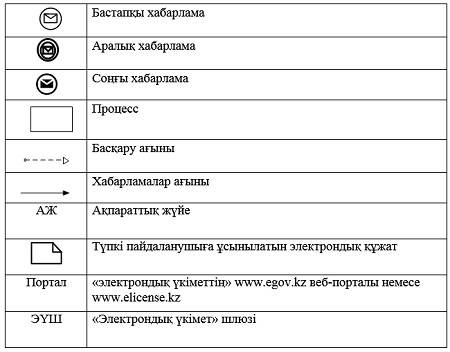 Бастапқы хабарлама
Аралық хабарлама
Соңғы хабарлама
Процесс
Басқару ағыны
Хабарламалар ағыны
АЖ Ақпараттық жүйе
Түпкі пайдаланушыға ұсынылатын электрондық құжат
Портал «электрондық үкіметтің» www.egov.kz веб-порталы немесе
www.elicense.kz
ЭҮШ «Электрондық үкімет» шлюзі